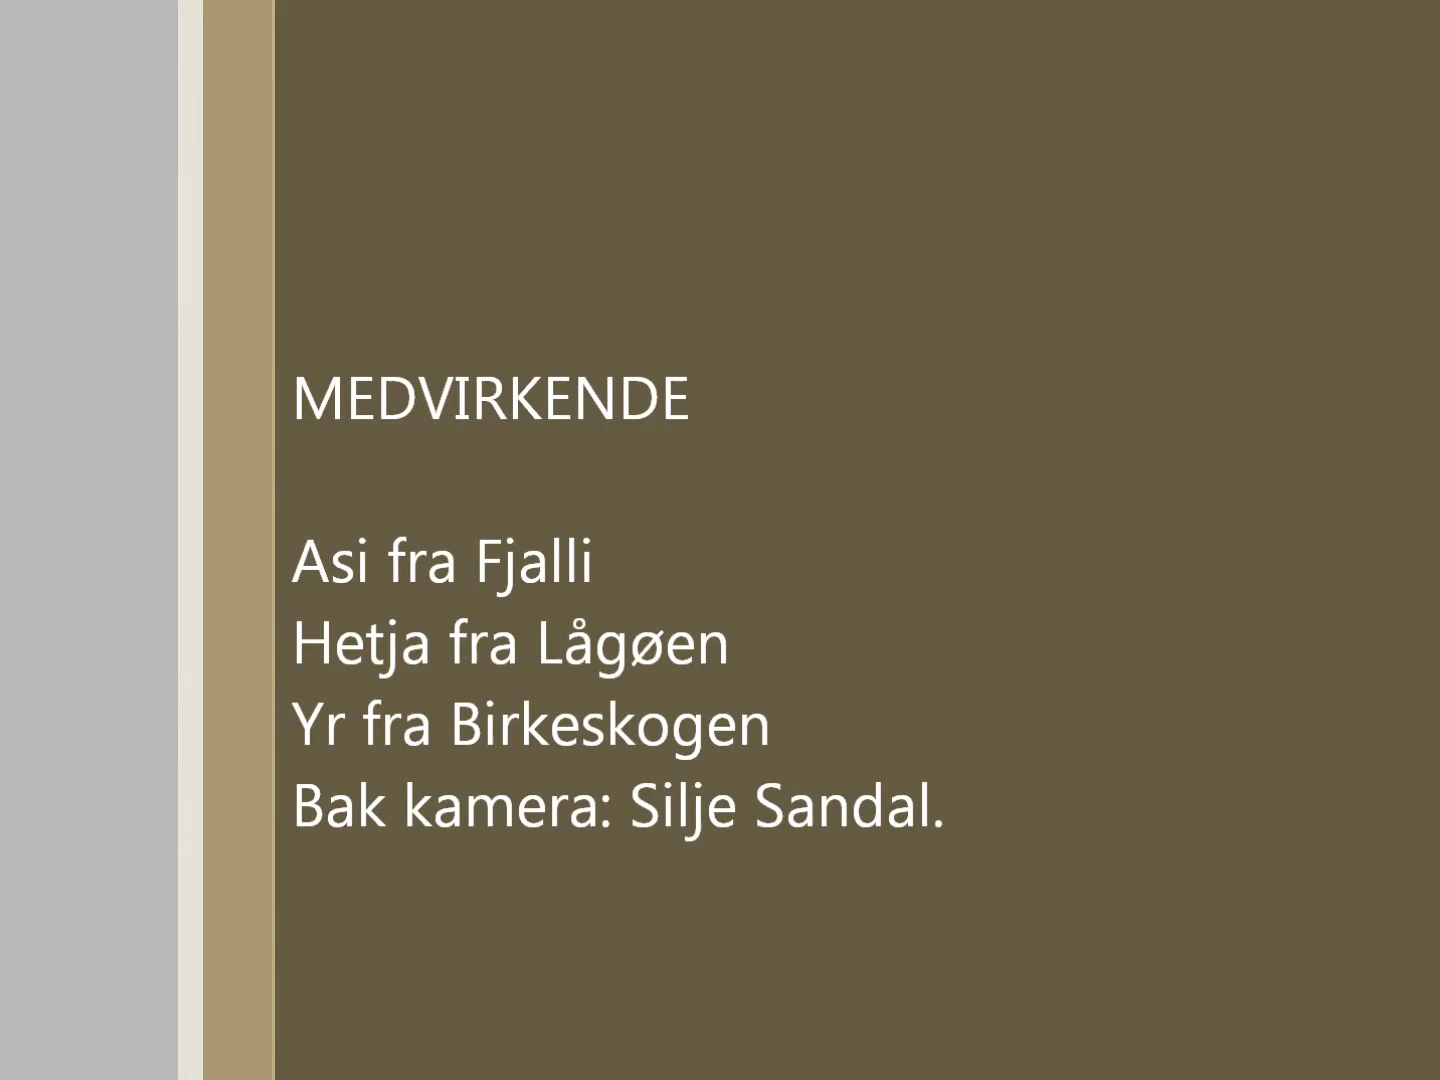 MEDVIRKENDE
Asi fra Fjalli
Hetja fra Lågøen
Yr fra Birkeskogen
Bak kamera: Silje Sandal.